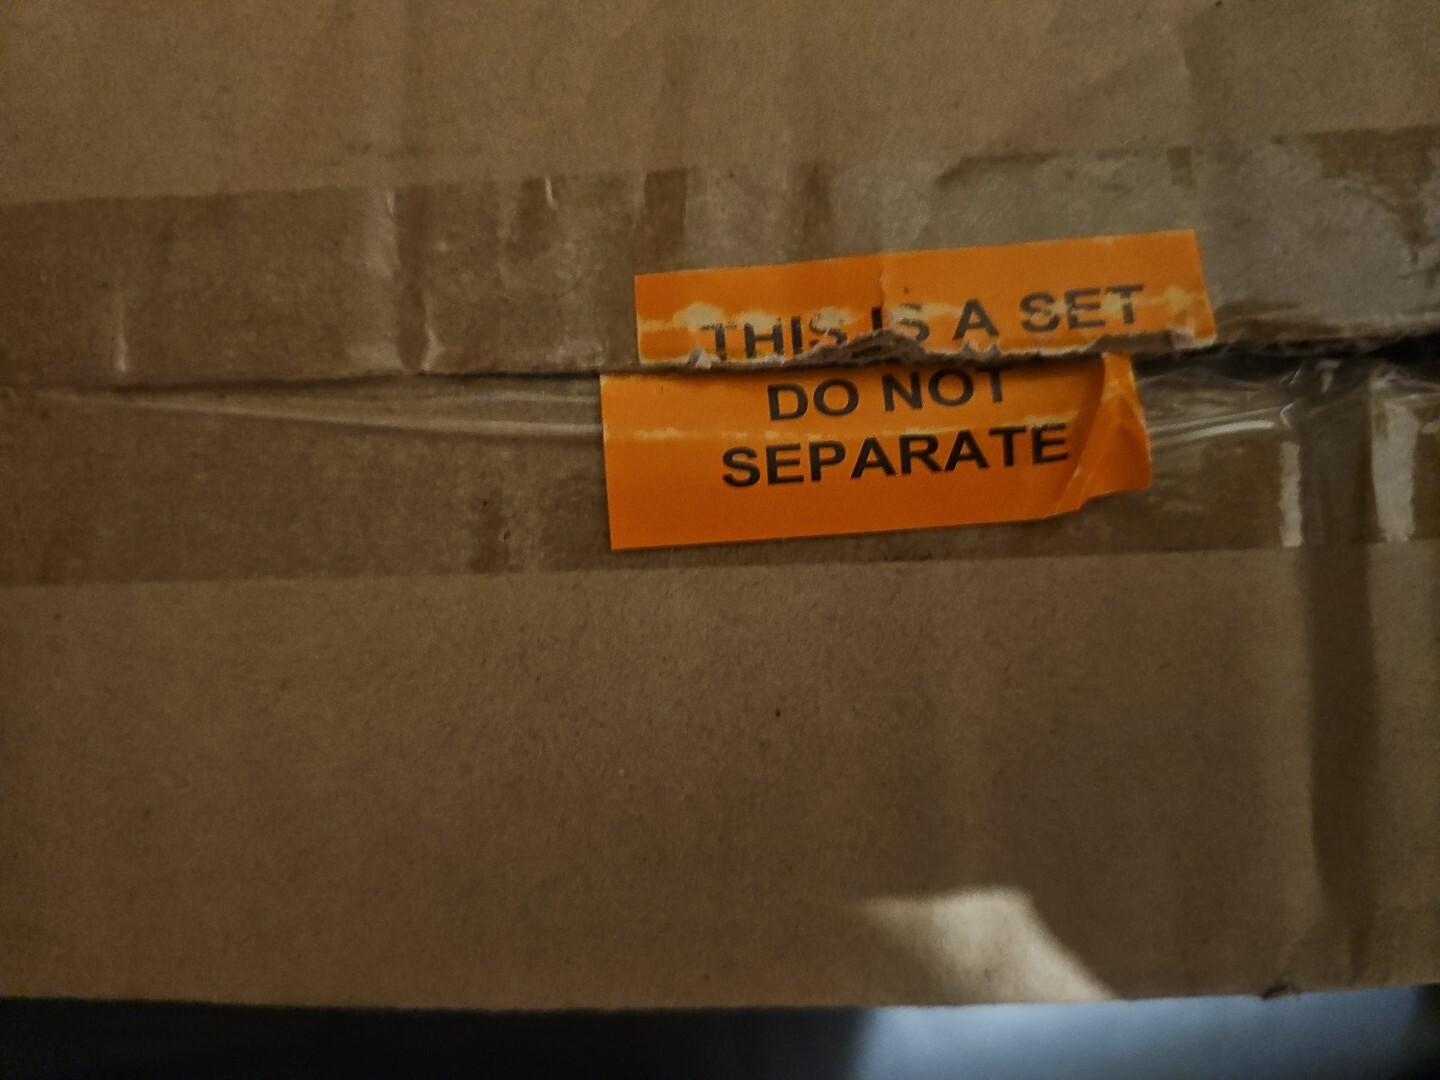 THIS IS A SET
DO NOT
SEPARATE